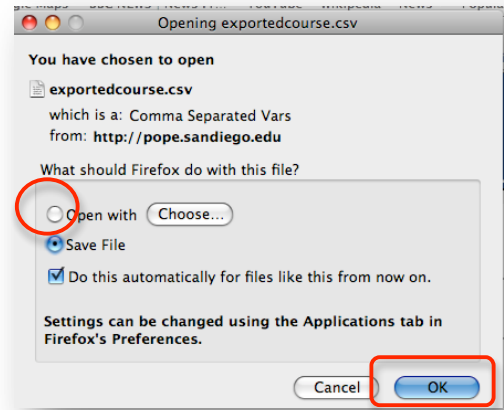 Opening exportedcourse.csv
You have chosen to open
exportedcourse.csv
which is a: Comma Separated Vars
from: http://pope.sandiego.edu
What should Firefox do with this file?
Open with Choose...
Save File
Do this automatically for files like this from now on.
Settings can be changed using the Applications tab in
Firefox's Preferences.
Cancel OK